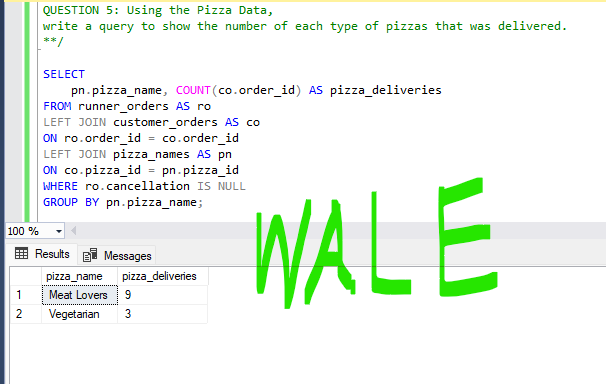 QUESTION 5: Using the Pizza Data,
write a query to show the number of each type of pizzas that was delivered.
**/
SELECT
pn.pizza_name, COUNT(co.order_id) AS pizza_deliveries
FROM runner_orders AS ro
LEFT JOIN customer_orders AS co
ON ro.order_id = co.order_id
LEFT JOIN pizza_names AS pn
ON co.pizza_id = pn.pizza_id
WHERE ro.cancellation IS NULL
GROUP BY pn.pizza_name;
WALE
100 %
Results Messages
pizza_name pizza_deliveries
1 Meat Lovers 9
2 Vegetarian 3